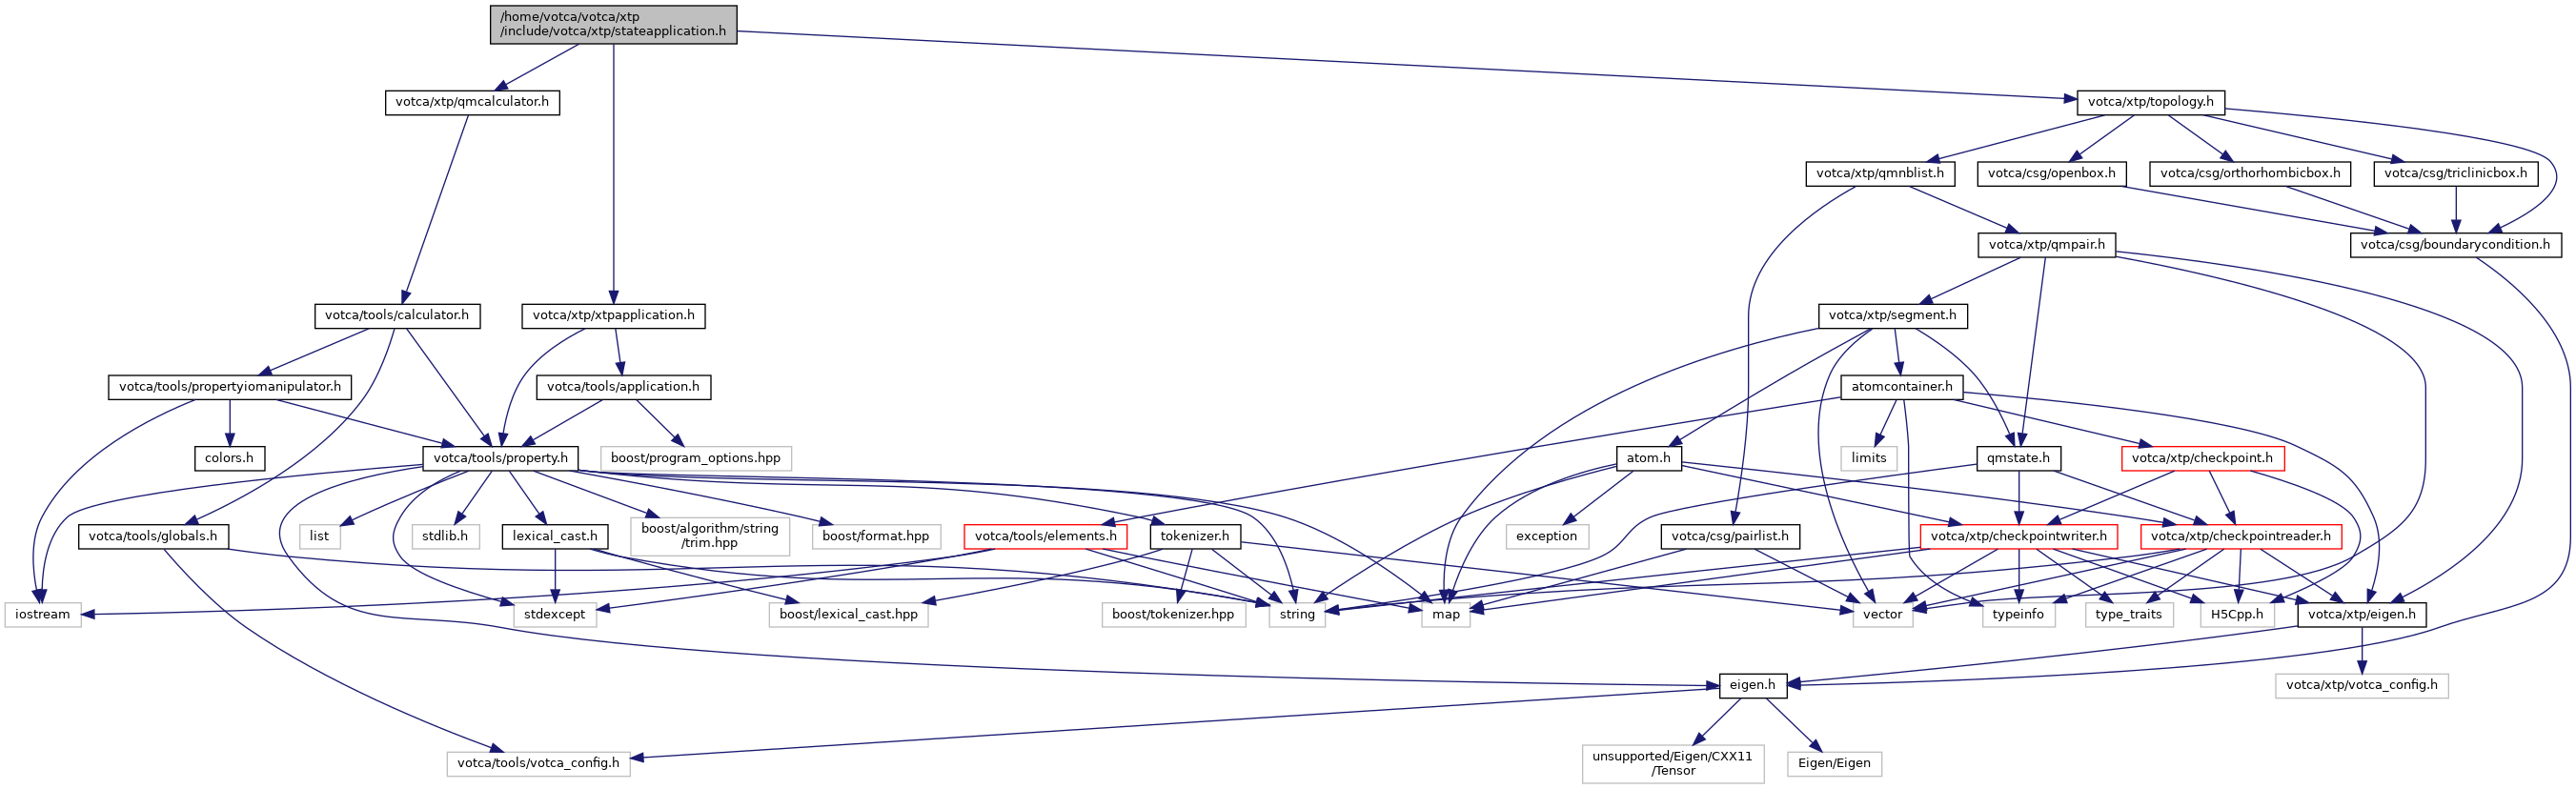 /home/votca/votca/xtp
/include/votca/xtp/stateapplication.h
votca/xtp/qmcalculator.h
votca/xtp/topology.h
votca/xtp/qmnblist.h
votca/csg/openbox.h
votca/csg/orthorhombicbox.h
votca/csg/triclinicbox.h
votca/xtp/qmpair.h
votca/csg/boundarycondition.h
votca/tools/calculator.h
votca/xtp/xtpapplication.h
votca/xtp/segment.h
votca/tools/propertyiomanipulator.h
votca/tools/application.h
atomcontainer.h
colors.h
votca/tools/property.h
boost/program_options.hpp
atom.h
limits
qmstate.h
votca/xtp/checkpoint.h
votca/tools/globals.h
list
stdlib.h
lexical_cast.h
boost/algorithm/string
/trim.hpp
boost/format.hpp
votca/tools/elements.h
tokenizer.h
exception
votca/csg/pairlist.h
votca/xtp/checkpointwriter.h
votca/xtp/checkpointreader.h
iostream
stdexcept
string
boost/lexical_cast.hpp
boost/tokenizer.hpp
map
vector
typeinfo
type_traits
H5Cpp.h
votca/xtp/eigen.h
eigen.h
votca/xtp/votca_config.h
votca/tools/votca_config.h
unsupported/Eigen/CXX11
/Tensor
Eigen/Eigen